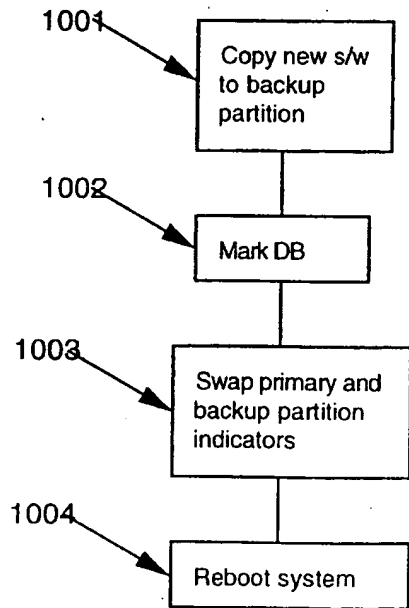 1001
Copy new s/w
to backup
partition
1002
Mark DB
1003
Swap primary and
backup partition
indicators
1004
Reboot system